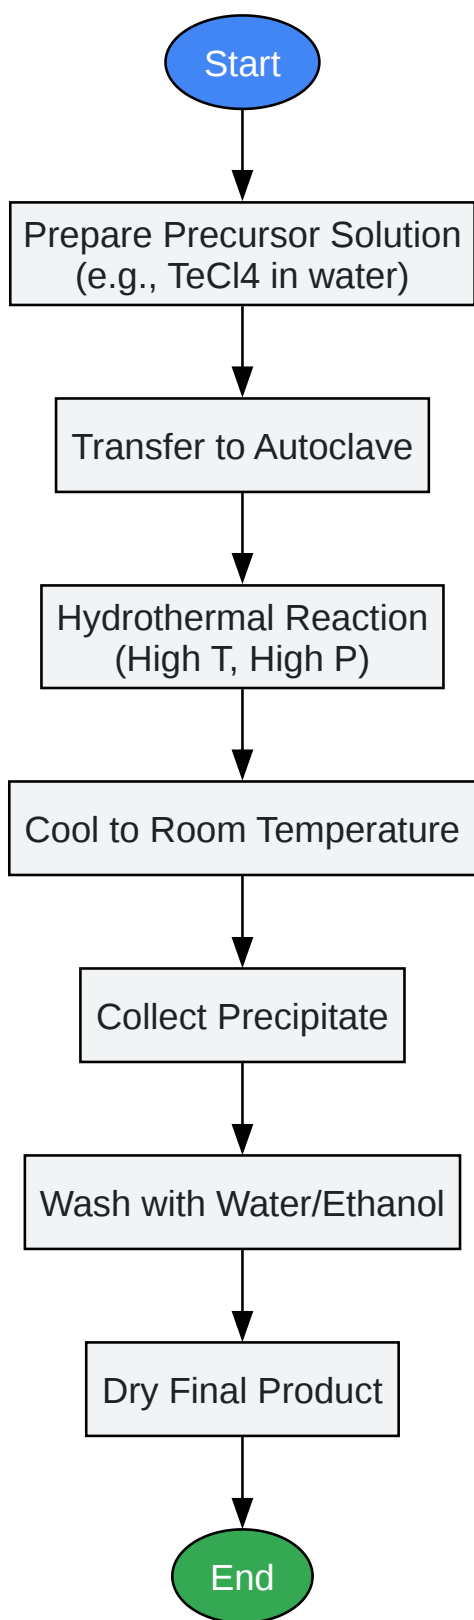 Start
Prepare Precursor Solution
(e.g., TeCl4 in water)
Transfer to Autoclave
Hydrothermal Reaction
(High T, High P)
Cool to Room Temperature
Collect Precipitate
Wash with Water/Ethanol
Dry Final Product
End